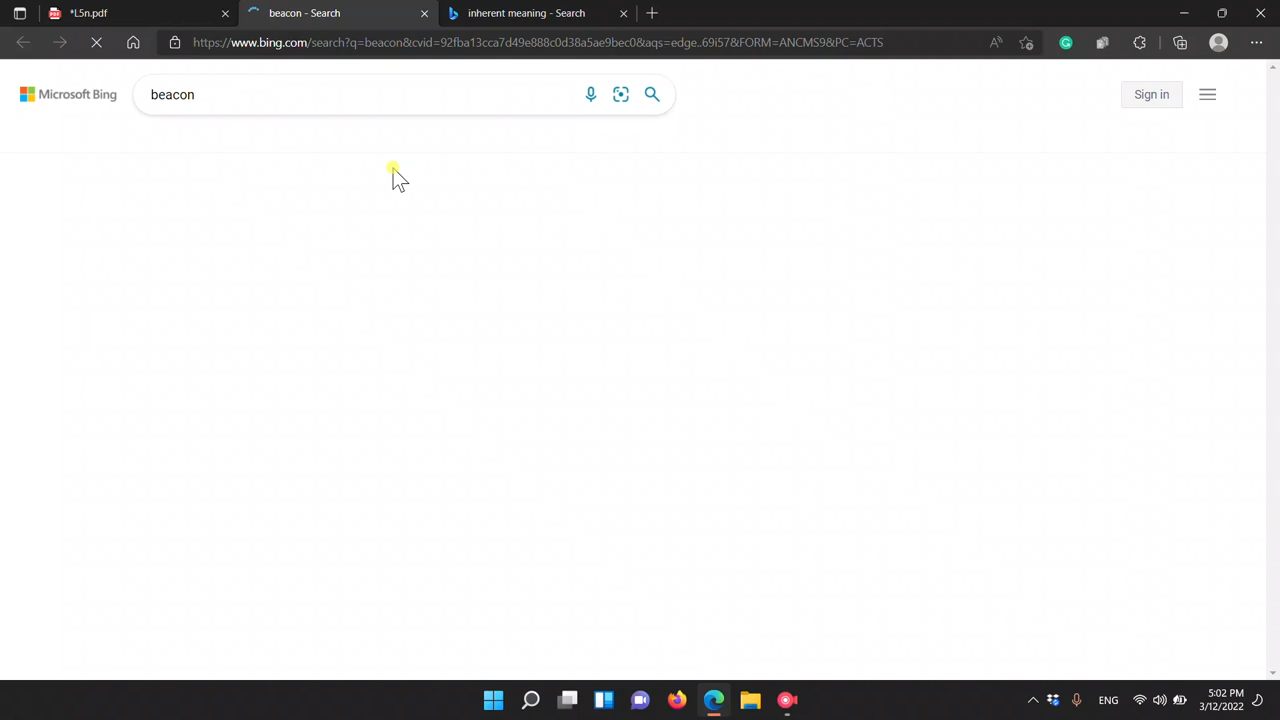 *L5n.pdf
beacon - Search
inherent meaning - Search
https://www.bing.com/search?q=beacon&cvid=92fba13cca7d49e888c0d38a5ae9bec0&aqs=edge..69i57&FORM=ANCMS9&PC=ACTS
Microsoft Bing
beacon
Sign in
ENG
5:02 PM
3/12/2022